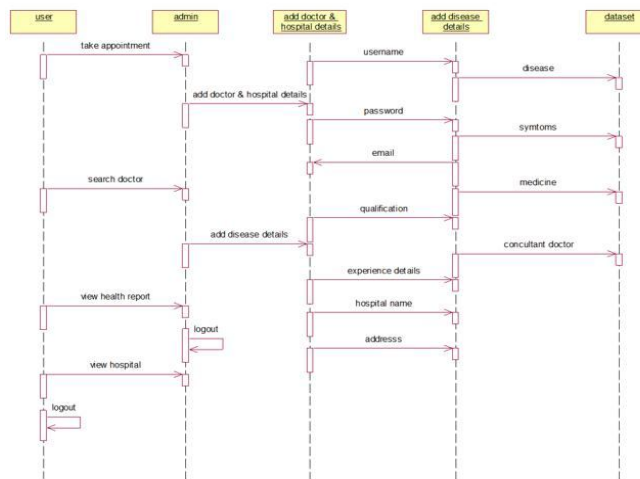 user
admin
add doctor &
hospital details
add disease
details
dataset
take appointment
username
disease
add doctor & hospital details
password
symtoms
email
search doctor
medicine
qualification
add disease details
concultant doctor
experience details
view health report
hospital name
logout
addresss
view hospital
logout